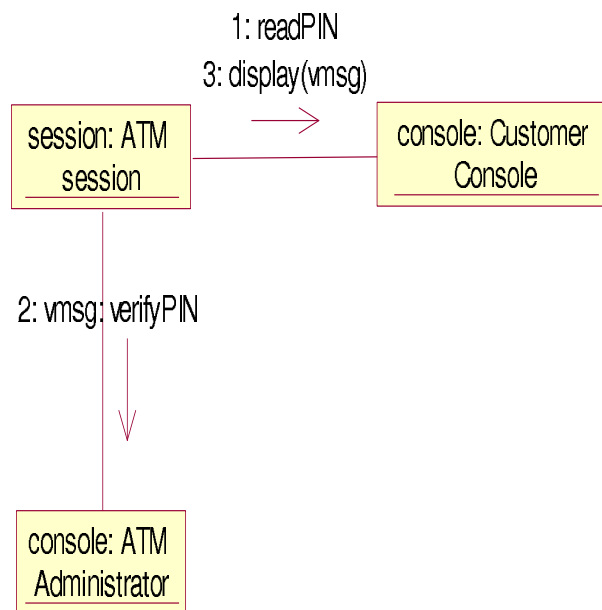 1: readPIN
3: display(vmsg)
session: ATM
session
console: Customer
Console
2: vmsg: verifyPIN
console: ATM
Administrator